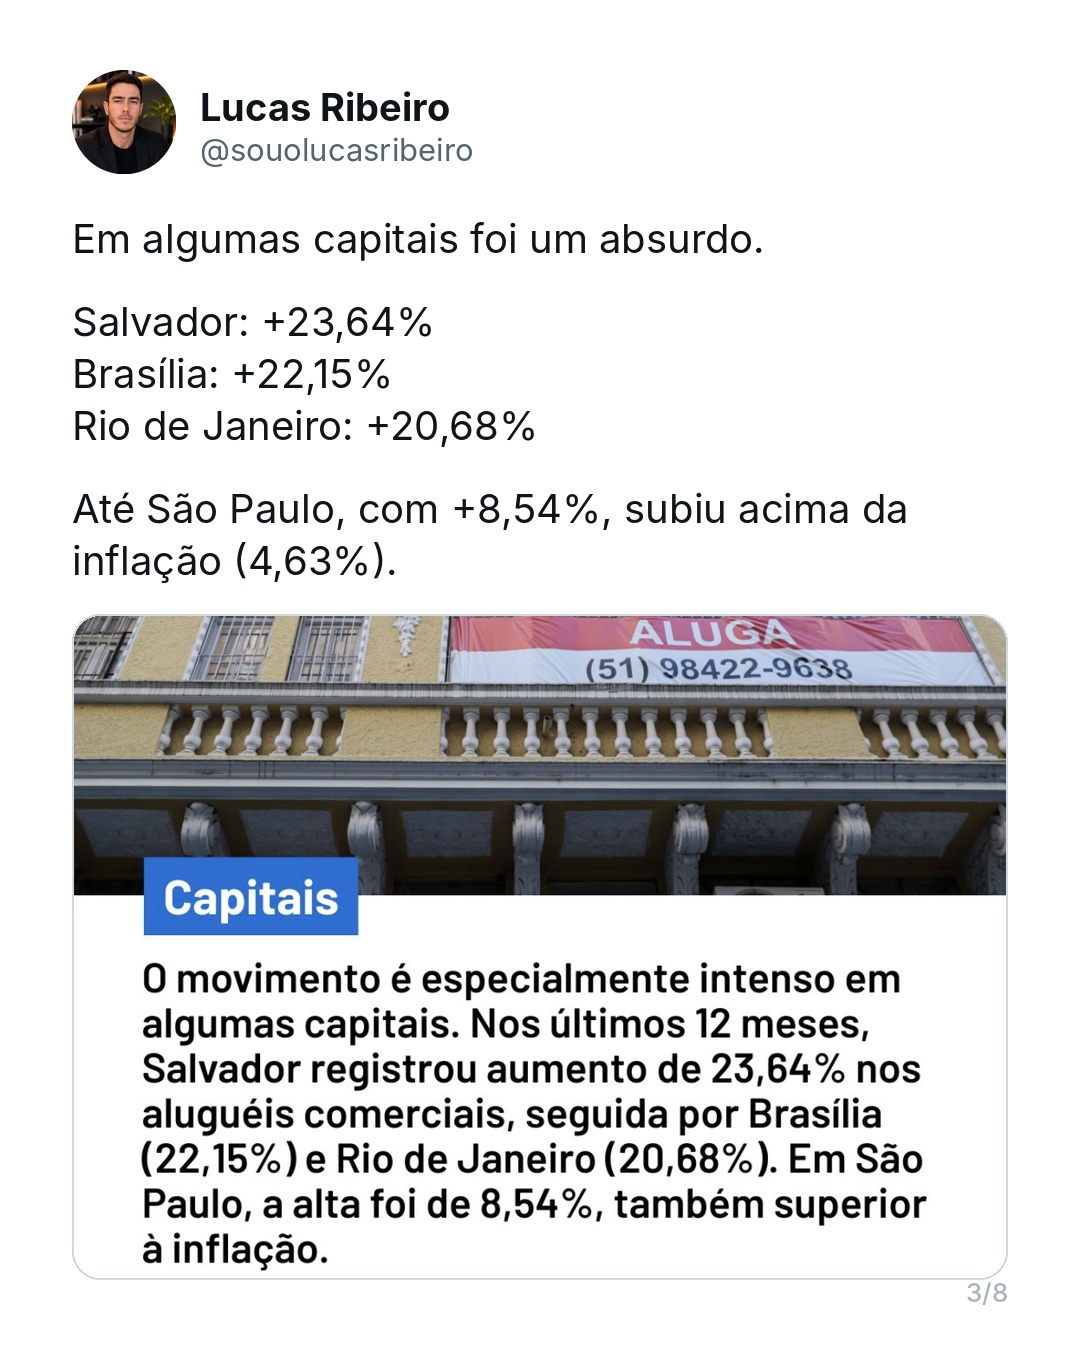 Lucas Ribeiro
@souolucasribeiro
Em algumas capitais foi um absurdo.
Salvador: +23,64%
Brasília: +22,15%
Rio de Janeiro: +20,68%
Até São Paulo, com +8,54%, subiu acima da
inflação (4,63%).
ALUGA
(51) 98422-9638
Capitais
O movimento é especialmente intenso em
algumas capitais. Nos últimos 12 meses,
Salvador registrou aumento de 23,64% nos
aluguéis comerciais, seguida por Brasília
(22,15%) e Rio de Janeiro (20,68%). Em São
Paulo, a alta foi de 8,54%, também superior
à inflação.
3/8